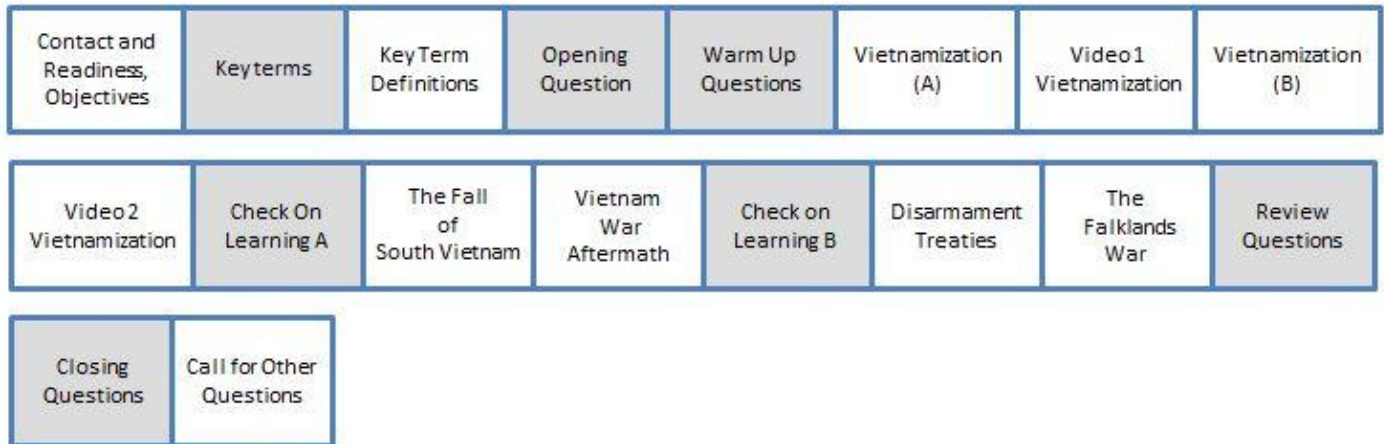 Contact and
Readiness,
Objectives
Key terms
Key Term
Definitions
Opening
Question
Warm Up
Questions
Vietnamization
(A)
Video 1
Vietnamization
Vietnamization
(B)
Video 2
Vietnamization
Check On
Learning A
The Fall
of
South Vietnam
Vietnam
War
Aftermath
Check on
Learning B
Disarmament
Treaties
The
Falklands
War
Review
Questions
Closing
Questions
Call for Other
Questions